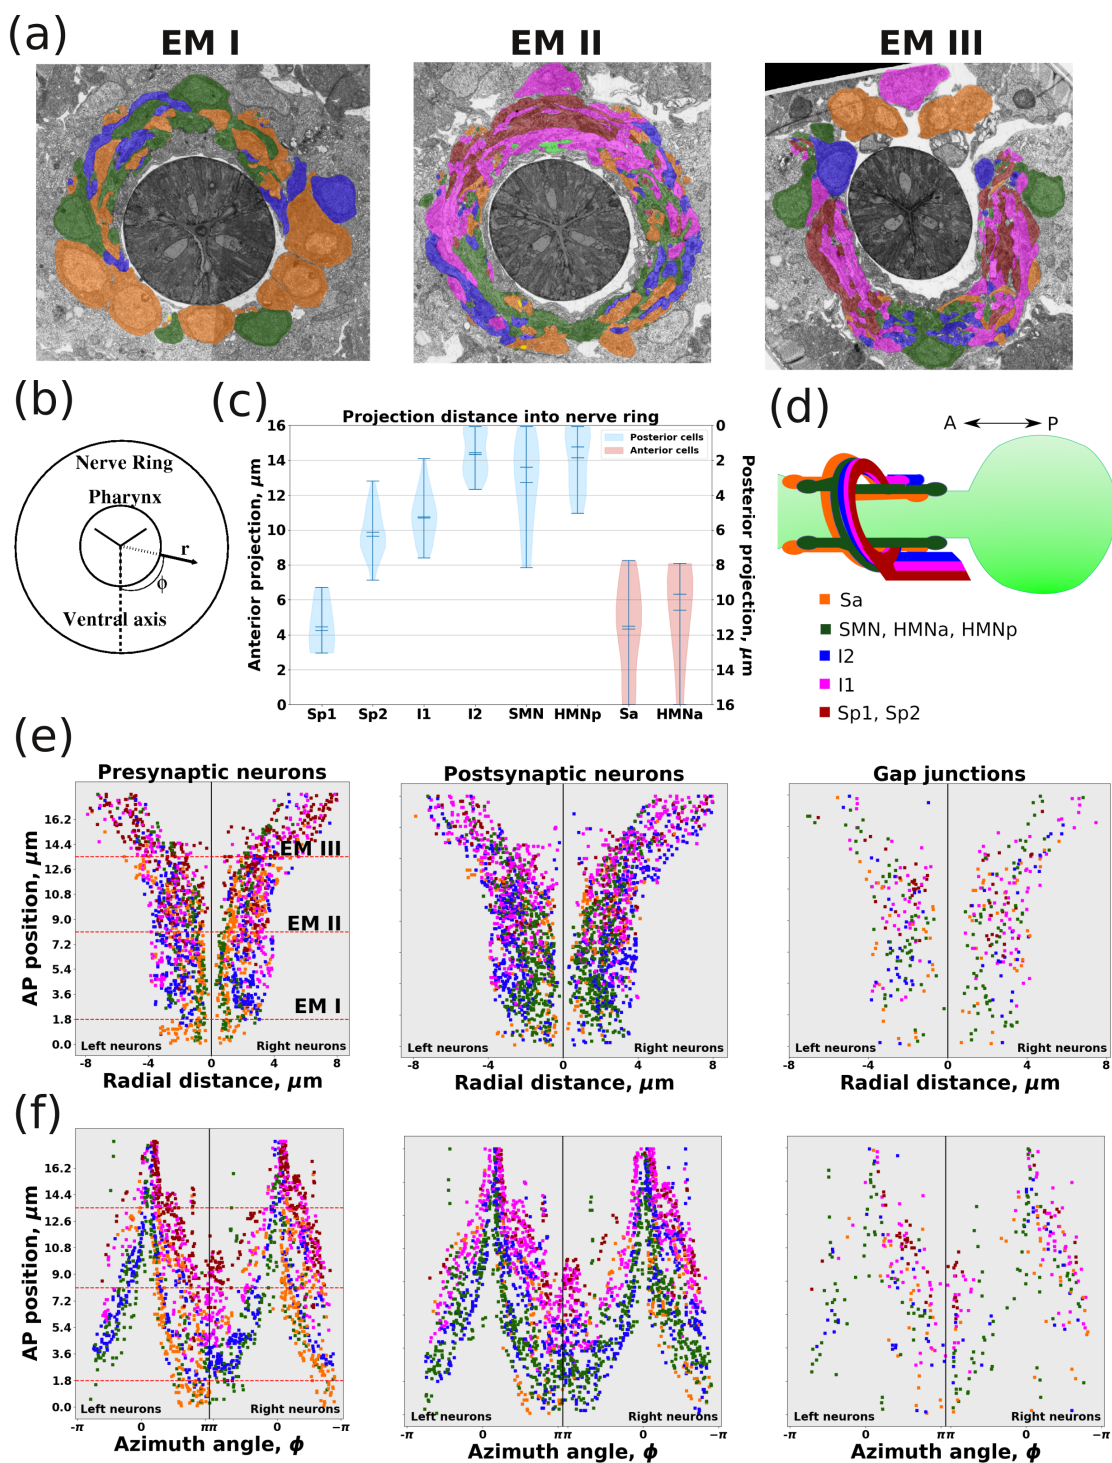 (a)
EM I
EM II
EM III
(b)
Nerve Ring
Pharynx
r
ϕ
Ventral axis
(c)
Projection distance into nerve ring
Anterior projection, μm
16
14
12
10
8
6
4
2
0
Posterior cells
Anterior cells
Posterior projection, μm
0
2
4
6
8
10
12
14
16
Sp1 Sp2 I1 I2 SMN HMNp Sa HMNa
(d)
A P
Sa
SMN, HMNa, HMNp
I2
I1
Sp1, Sp2
(e)
Presynaptic neurons
Postsynaptic neurons
Gap junctions
AP position, μm
16.2
14.4
12.6
10.8
9.0
7.2
5.4
3.6
1.8
0.0
EM III
EM II
EM I
Left neurons Right neurons
-8 -4 0 4 8
Radial distance, μm
Left neurons Right neurons
-8 -4 0 4 8
Radial distance, μm
Left neurons Right neurons
-8 -4 0 4 8
Radial distance, μm
(f)
AP position, μm
16.2
14.4
12.6
10.8
9.0
7.2
5.4
3.6
1.8
0.0
Left neurons Right neurons
-π 0 ππ 0 -π
Azimuth angle, ϕ
Left neurons Right neurons
-π 0 ππ 0 -π
Azimuth angle, ϕ
Left neurons Right neurons
-π 0 ππ 0 -π
Azimuth angle, ϕ